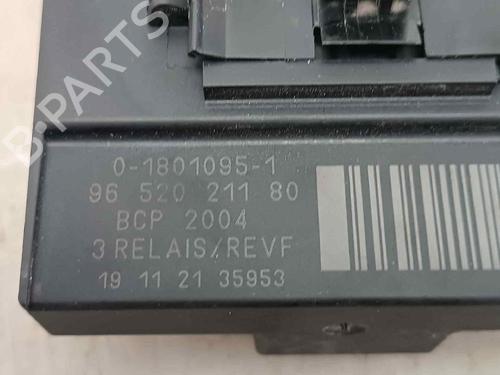 B-PARTS
0-1801095-1
96 520 211 80
BCP 2004
3 RELAIS/REVF
19 11 21 35953